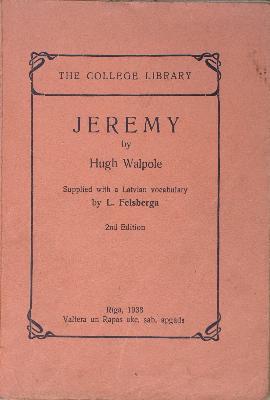 THE COLLEGE LIBRARY
JEREMY
by
Hugh Walpole
Supplied with a Latvian vocabulary
by L. Felsberga
2nd Edition
Riga, 1938
Valtera un Rapas akc. sab. apgads